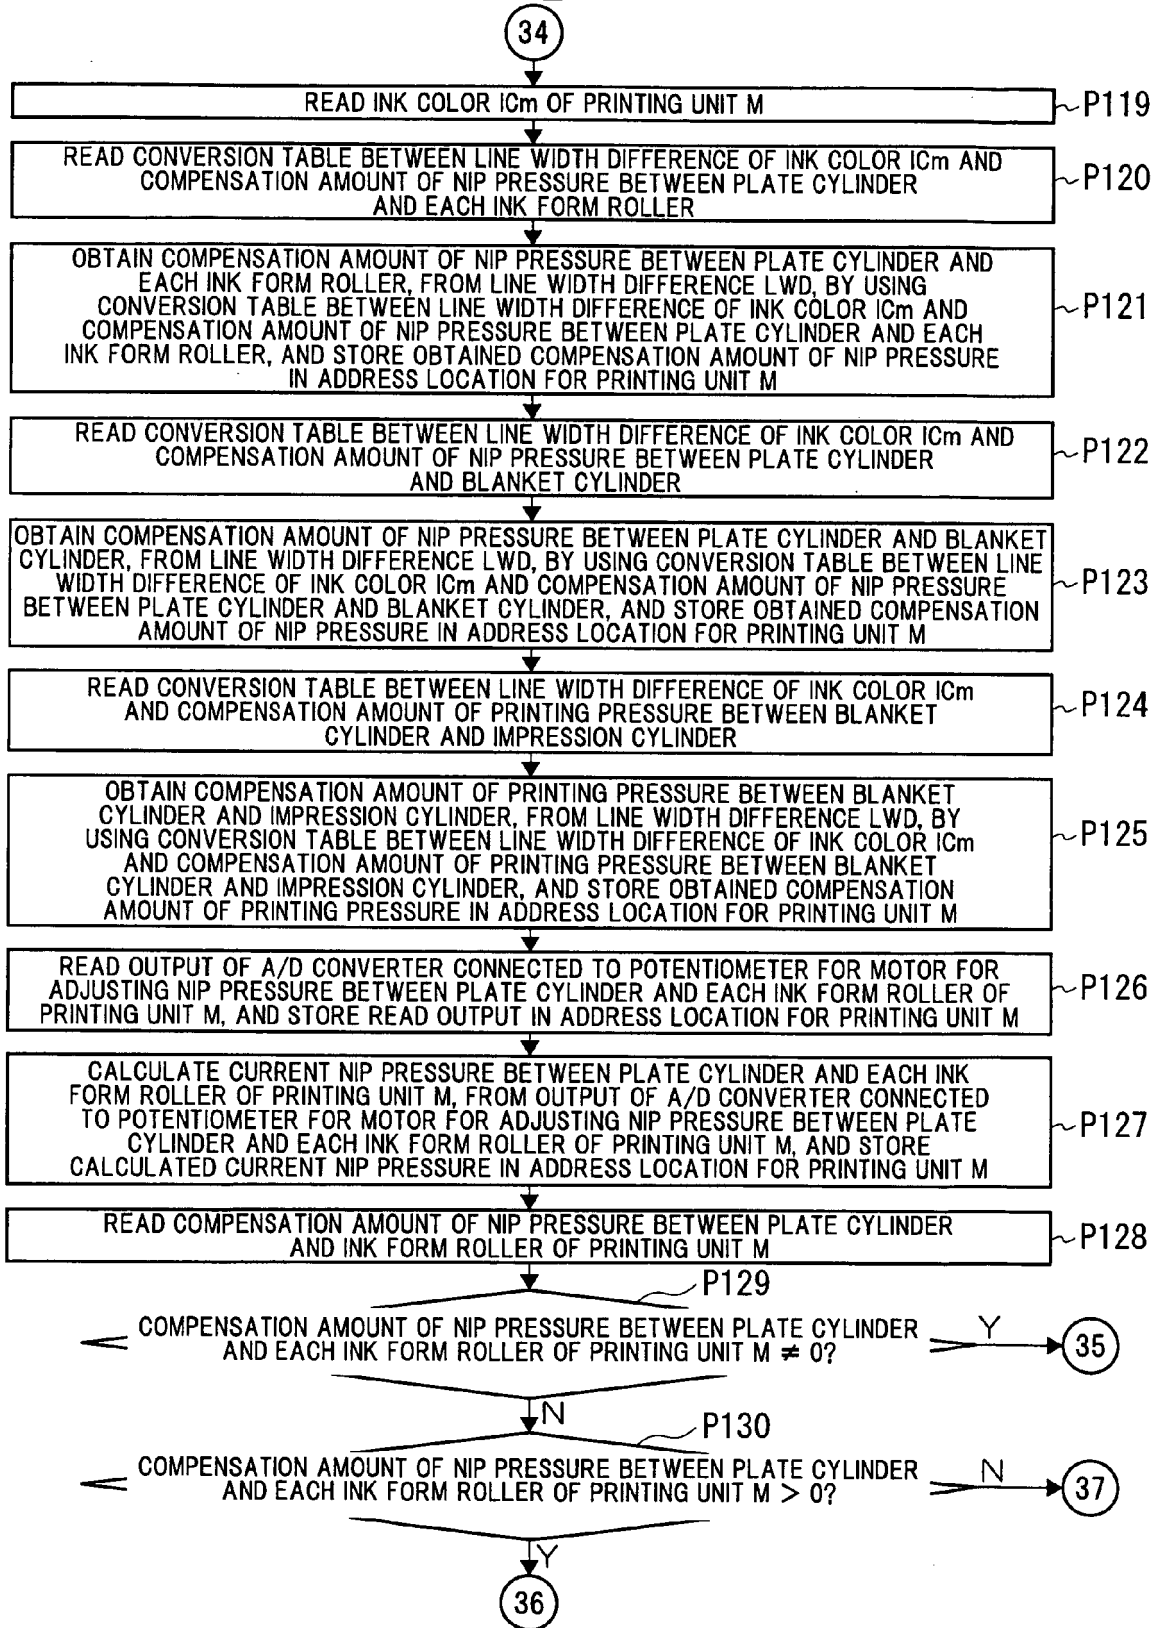 34
READ INK COLOR ICm OF PRINTING UNIT M
P119
READ CONVERSION TABLE BETWEEN LINE WIDTH DIFFERENCE OF INK COLOR ICm AND
COMPENSATION AMOUNT OF NIP PRESSURE BETWEEN PLATE CYLINDER
AND EACH INK FORM ROLLER
P120
OBTAIN COMPENSATION AMOUNT OF NIP PRESSURE BETWEEN PLATE CYLINDER AND
EACH INK FORM ROLLER, FROM LINE WIDTH DIFFERENCE LWD, BY USING
CONVERSION TABLE BETWEEN LINE WIDTH DIFFERENCE OF INK COLOR ICm AND
COMPENSATION AMOUNT OF NIP PRESSURE BETWEEN PLATE CYLINDER AND EACH
INK FORM ROLLER, AND STORE OBTAINED COMPENSATION AMOUNT OF NIP PRESSURE
IN ADDRESS LOCATION FOR PRINTING UNIT M
P121
READ CONVERSION TABLE BETWEEN LINE WIDTH DIFFERENCE OF INK COLOR ICm AND
COMPENSATION AMOUNT OF NIP PRESSURE BETWEEN PLATE CYLINDER
AND BLANKET CYLINDER
P122
OBTAIN COMPENSATION AMOUNT OF NIP PRESSURE BETWEEN PLATE CYLINDER AND BLANKET
CYLINDER, FROM LINE WIDTH DIFFERENCE LWD, BY USING CONVERSION TABLE BETWEEN LINE
WIDTH DIFFERENCE OF INK COLOR ICm AND COMPENSATION AMOUNT OF NIP PRESSURE
BETWEEN PLATE CYLINDER AND BLANKET CYLINDER, AND STORE OBTAINED COMPENSATION
AMOUNT OF NIP PRESSURE IN ADDRESS LOCATION FOR PRINTING UNIT M
P123
READ CONVERSION TABLE BETWEEN LINE WIDTH DIFFERENCE OF INK COLOR ICm
AND COMPENSATION AMOUNT OF PRINTING PRESSURE BETWEEN BLANKET
CYLINDER AND IMPRESSION CYLINDER
P124
OBTAIN COMPENSATION AMOUNT OF PRINTING PRESSURE BETWEEN BLANKET
CYLINDER AND IMPRESSION CYLINDER, FROM LINE WIDTH DIFFERENCE LWD, BY
USING CONVERSION TABLE BETWEEN LINE WIDTH DIFFERENCE OF INK COLOR ICm
AND COMPENSATION AMOUNT OF PRINTING PRESSURE BETWEEN BLANKET
CYLINDER AND IMPRESSION CYLINDER, AND STORE OBTAINED COMPENSATION
AMOUNT OF PRINTING PRESSURE IN ADDRESS LOCATION FOR PRINTING UNIT M
P125
READ OUTPUT OF A/D CONVERTER CONNECTED TO POTENTIOMETER FOR MOTOR FOR
ADJUSTING NIP PRESSURE BETWEEN PLATE CYLINDER AND EACH INK FORM ROLLER OF
PRINTING UNIT M, AND STORE READ OUTPUT IN ADDRESS LOCATION FOR PRINTING UNIT M
P126
CALCULATE CURRENT NIP PRESSURE BETWEEN PLATE CYLINDER AND EACH INK
FORM ROLLER OF PRINTING UNIT M, FROM OUTPUT OF A/D CONVERTER CONNECTED
TO POTENTIOMETER FOR MOTOR FOR ADJUSTING NIP PRESSURE BETWEEN PLATE
CYLINDER AND EACH INK FORM ROLLER OF PRINTING UNIT M, AND STORE
CALCULATED CURRENT NIP PRESSURE IN ADDRESS LOCATION FOR PRINTING UNIT M
P127
READ COMPENSATION AMOUNT OF NIP PRESSURE BETWEEN PLATE CYLINDER
AND INK FORM ROLLER OF PRINTING UNIT M
P128
P129
COMPENSATION AMOUNT OF NIP PRESSURE BETWEEN PLATE CYLINDER
AND EACH INK FORM ROLLER OF PRINTING UNIT M ≠ 0?
Y
35
N
P130
COMPENSATION AMOUNT OF NIP PRESSURE BETWEEN PLATE CYLINDER
AND EACH INK FORM ROLLER OF PRINTING UNIT M > 0?
N
37
Y
36